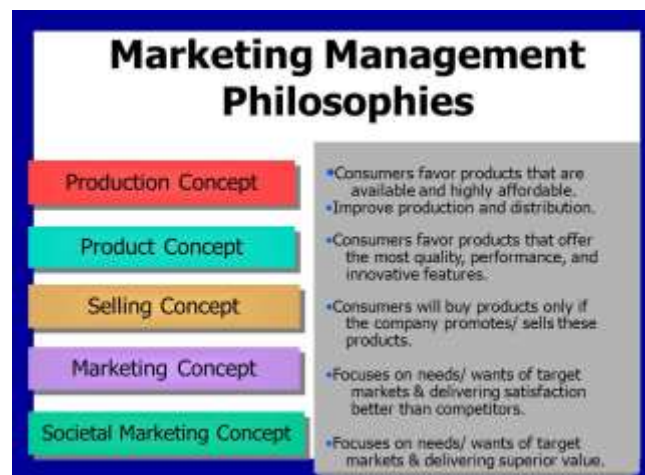 Marketing Management
Philosophies
Production Concept
•Consumers favor products that are
available and highly affordable.
•Improve production and distribution.
Product Concept
•Consumers favor products that offer
the most quality, performance, and
innovative features.
Selling Concept
•Consumers will buy products only if
the company promotes/ sells these
products.
Marketing Concept
•Focuses on needs/ wants of target
markets & delivering satisfaction
better than competitors.
Societal Marketing Concept
•Focuses on needs/ wants of target
markets & delivering superior value.